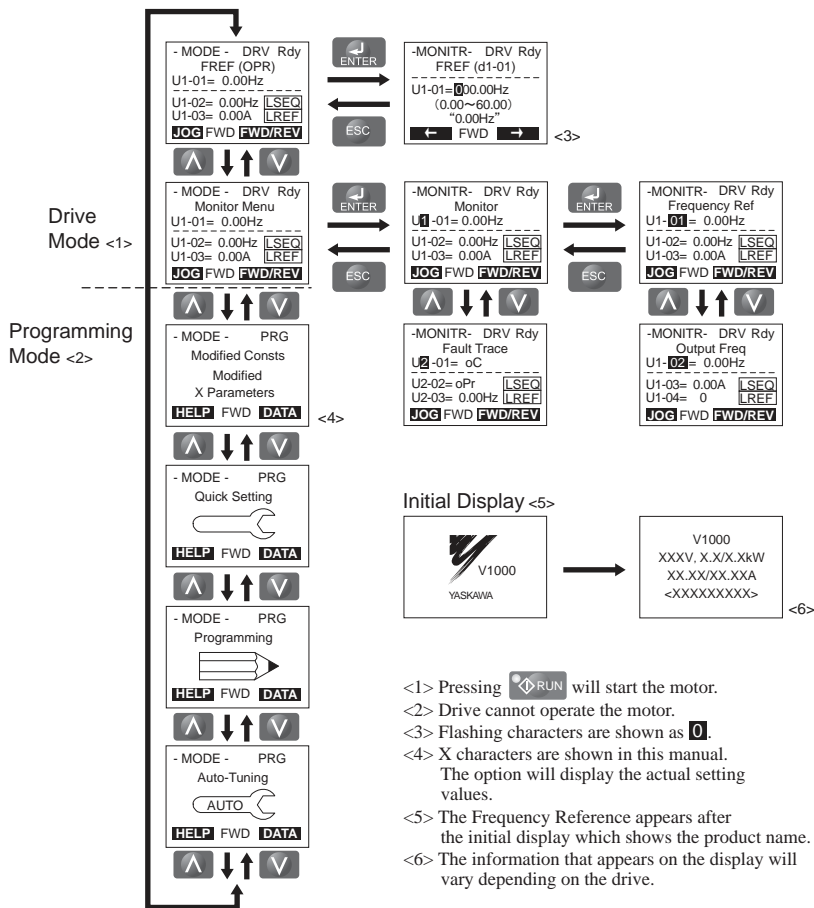 - MODE - DRV Rdy
FREF (OPR)
U1-01= 0.00Hz
U1-02= 0.00Hz LSEQ
U1-03= 0.00A LREF
JOG FWD FWD/REV
ENTER
ESC
-MONITR- DRV Rdy
FREF (d1-01)
U1-01=000.00Hz
(0.00~60.00)
“0.00Hz”
← FWD →
<3>
Drive
Mode <1>
- MODE - DRV Rdy
Monitor Menu
U1-01= 0.00Hz
U1-02= 0.00Hz LSEQ
U1-03= 0.00A LREF
JOG FWD FWD/REV
ENTER
ESC
-MONITR- DRV Rdy
Monitor
U1 -01= 0.00Hz
U1-02= 0.00Hz LSEQ
U1-03= 0.00A LREF
JOG FWD FWD/REV
ENTER
ESC
-MONITR- DRV Rdy
Frequency Ref
U1- 01 = 0.00Hz
U1-02= 0.00Hz LSEQ
U1-03= 0.00A LREF
JOG FWD FWD/REV
Programming
Mode <2>
- MODE - PRG
Modified Consts
Modified
X Parameters
HELP FWD DATA
<4>
-MONITR- DRV Rdy
Fault Trace
U2 -01= oC
U2-02= oPr LSEQ
U2-03= 0.00Hz LREF
JOG FWD FWD/REV
-MONITR- DRV Rdy
Output Freq
U1- 02 = 0.00Hz
U1-03= 0.00A LSEQ
U1-04= 0 LREF
JOG FWD FWD/REV
- MODE - PRG
Quick Setting
HELP FWD DATA
- MODE - PRG
Programming
HELP FWD DATA
- MODE - PRG
Auto-Tuning
AUTO
HELP FWD DATA
Initial Display <5>
V1000
YASKAWA
V1000
XXXV, X.X/X.XkW
XX.XX/XX.XXA
<XXXXXXXXX>
<6>
<1> Pressing RUN will start the motor.
<2> Drive cannot operate the motor.
<3> Flashing characters are shown as 0.
<4> X characters are shown in this manual.
The option will display the actual setting
values.
<5> The Frequency Reference appears after
the initial display which shows the product name.
<6> The information that appears on the display will
vary depending on the drive.